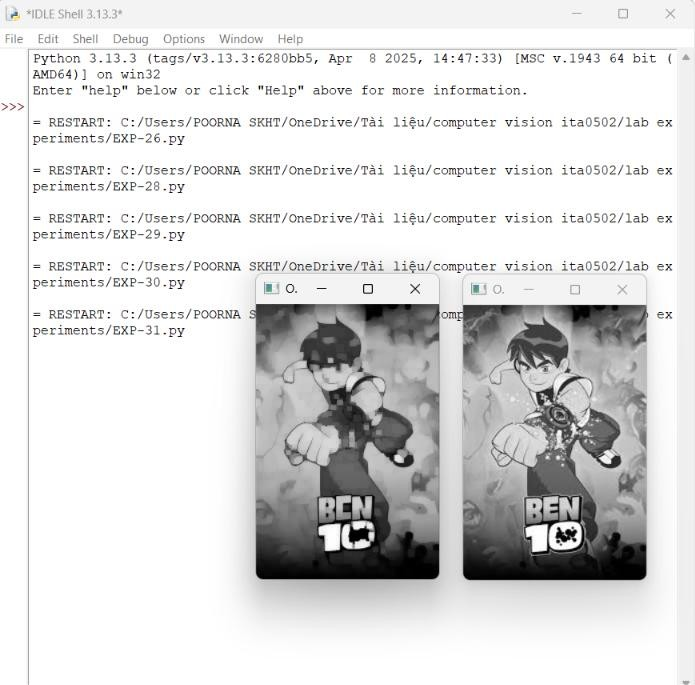 *IDLE Shell 3.13.3*
File Edit Shell Debug Options Window Help
Python 3.13.3 (tags/v3.13.3:6280bb5, Apr  8 2025, 14:47:33) [MSC v.1943 64 bit (
AMD64)] on win32
Enter "help" below or click "Help" above for more information.
>>>
= RESTART: C:/Users/POORNA SKHT/OneDrive/Tài liệu/computer vision ita0502/lab ex
periments/EXP-26.py
= RESTART: C:/Users/POORNA SKHT/OneDrive/Tài liệu/computer vision ita0502/lab ex
periments/EXP-28.py
= RESTART: C:/Users/POORNA SKHT/OneDrive/Tài liệu/computer vision ita0502/lab ex
periments/EXP-29.py
= RESTART: C:/Users/POORNA SKHT/OneDrive/Tài liệu/computer vision ita0502/lab ex
periments/EXP-30.py
= RESTART: C:/Users/POORNA S ex
periments/EXP-31.py
O.
O.
BEN
10
BEN
10